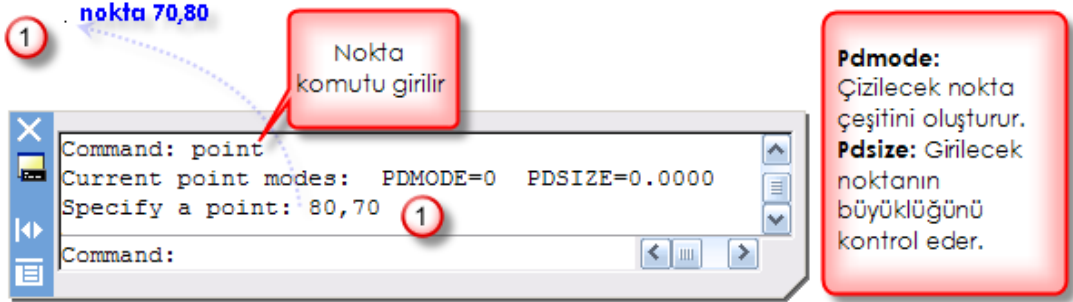 nokta 70,80
1
Nokta
komutu girilir
Command: point
Current point modes:  PDMODE=0  PDSIZE=0.0000
Specify a point: 80,70
1
Command:
Pdmode:
Çizilecek nokta
çeşitini oluşturur.
Pdsize: Girilecek
noktanın
büyüklüğünü
kontrol eder.